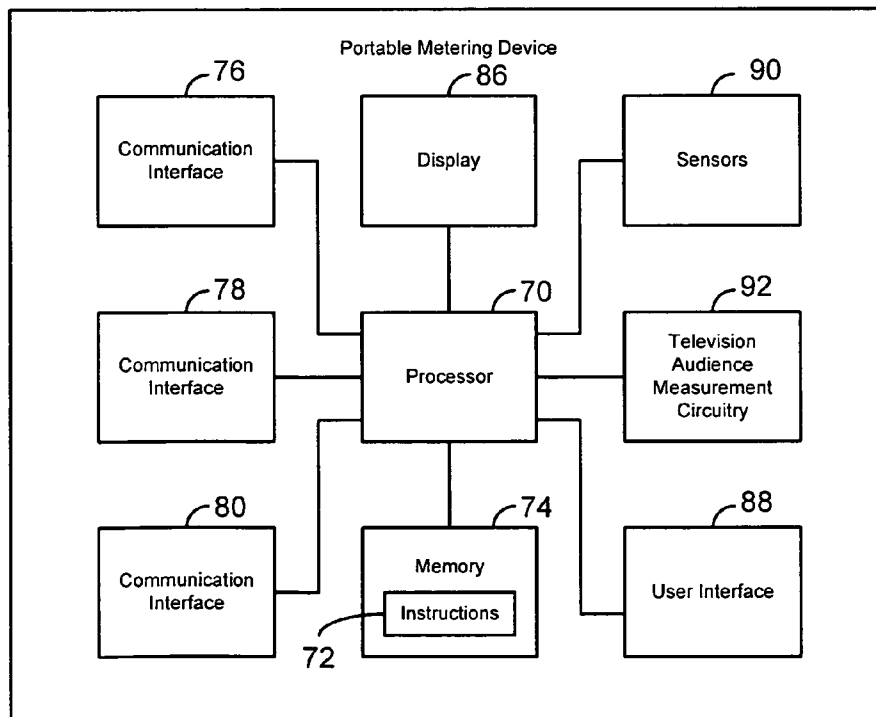 Portable Metering Device
76
86
90
Communication
Interface
Display
Sensors
78
70
92
Communication
Interface
Processor
Television
Audience
Measurement
Circuitry
80
74
88
Communication
Interface
Memory
Instructions
72
User Interface